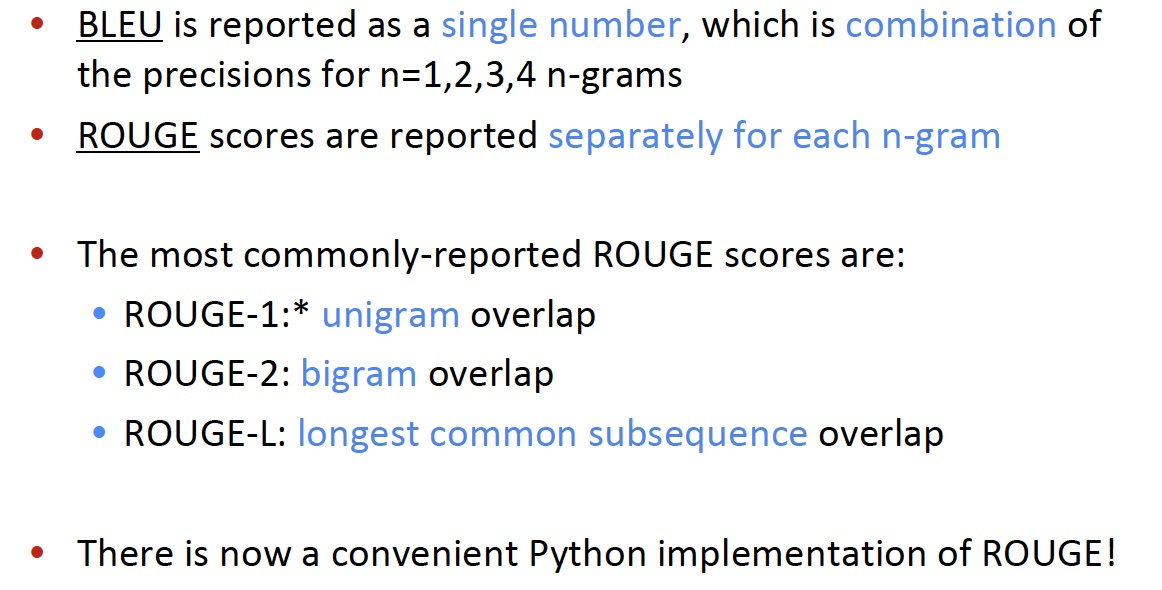 • BLEU is reported as a single number, which is combination of
the precisions for n=1,2,3,4 n-grams
• ROUGE scores are reported separately for each n-gram
• The most commonly-reported ROUGE scores are:
• ROUGE-1:* unigram overlap
• ROUGE-2: bigram overlap
• ROUGE-L: longest common subsequence overlap
• There is now a convenient Python implementation of ROUGE!